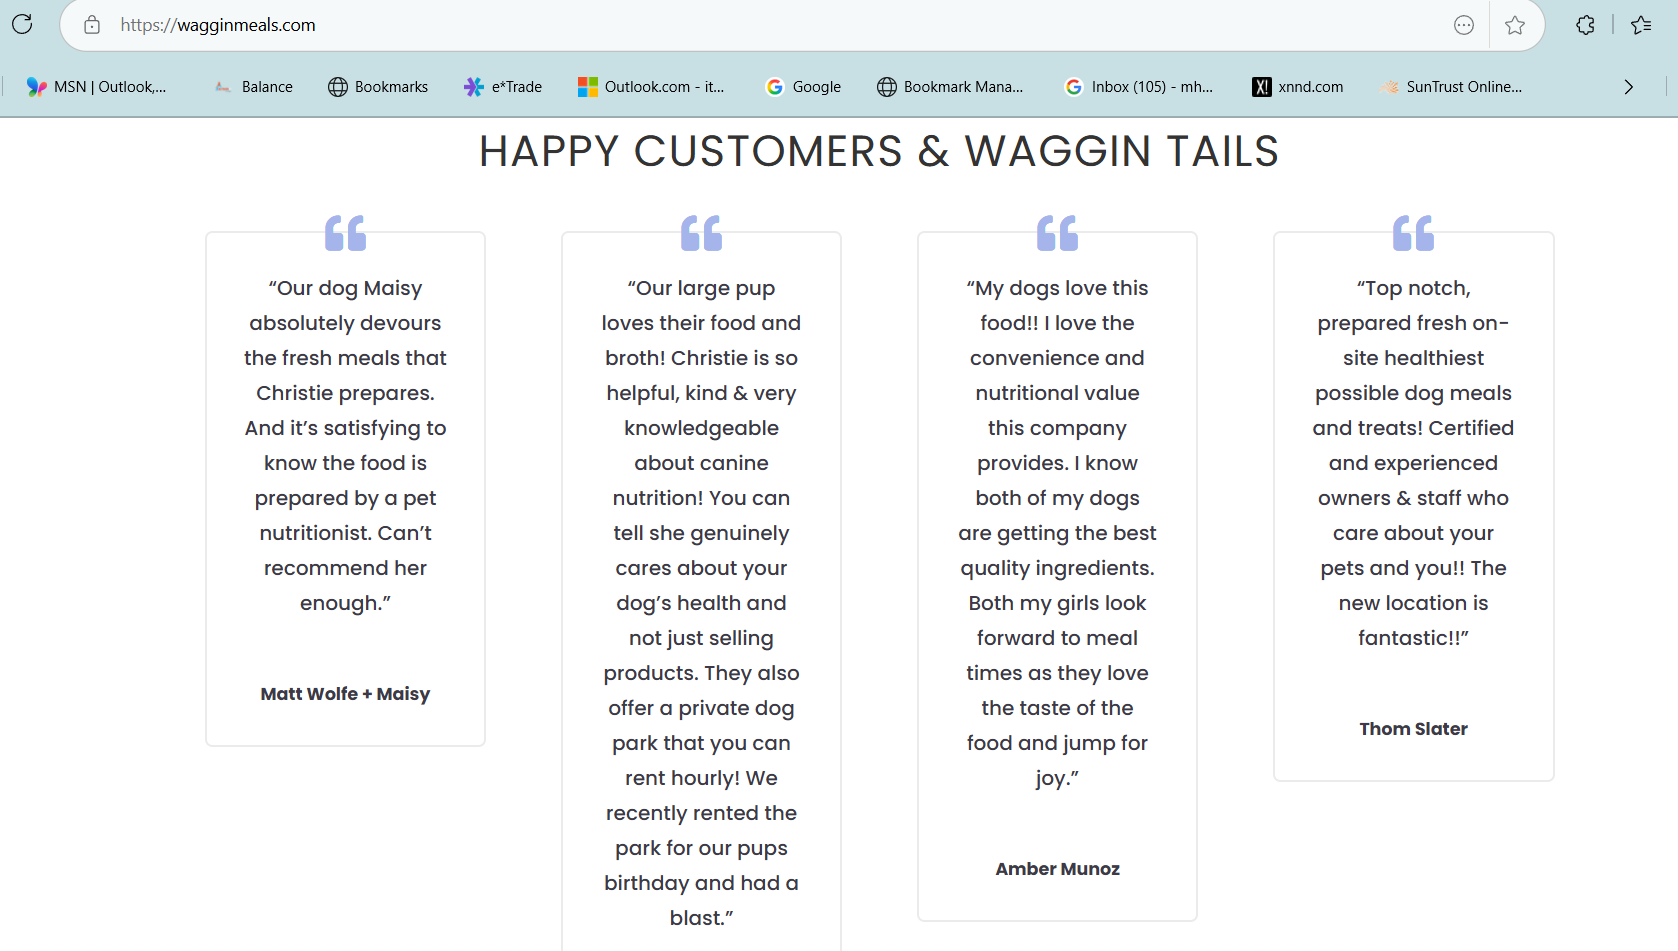 https://wagginmeals.com
MSN | Outlook,...
Balance
Bookmarks
e*Trade
Outlook.com - it...
Google
Bookmark Mana...
Inbox (105) - mh...
X!
xnnd.com
SunTrust Online...
HAPPY CUSTOMERS & WAGGIN TAILS
“Our dog Maisy
absolutely devours
the fresh meals that
Christie prepares.
And it’s satisfying to
know the food is
prepared by a pet
nutritionist. Can’t
recommend her
enough.”
Matt Wolfe + Maisy
“Our large pup
loves their food and
broth! Christie is so
helpful, kind & very
knowledgeable
about canine
nutrition! You can
tell she genuinely
cares about your
dog’s health and
not just selling
products. They also
offer a private dog
park that you can
rent hourly! We
recently rented the
park for our pups
birthday and had a
blast.”
“My dogs love this
food!! I love the
convenience and
nutritional value
this company
provides. I know
both of my dogs
are getting the best
quality ingredients.
Both my girls look
forward to meal
times as they love
the taste of the
food and jump for
joy.”
Amber Munoz
“Top notch,
prepared fresh on-
site healthiest
possible dog meals
and treats! Certified
and experienced
owners & staff who
care about your
pets and you!! The
new location is
fantastic!!”
Thom Slater